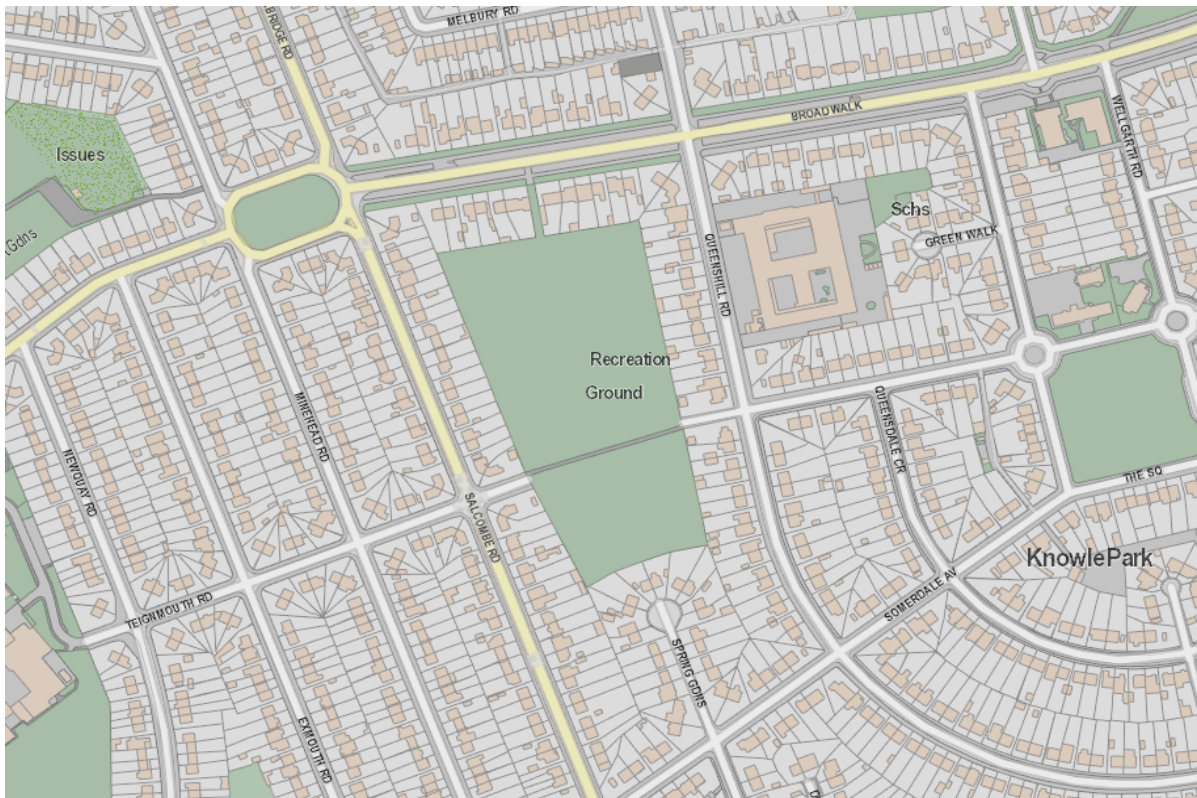 MELBURY RD
BRIDGE RD
BROADWALK
WELLGARTH RD
Issues
Gdns
Schs
GREEN WALK
QUEENSHILL RD
Recreation
Ground
MINEHEAD RD
QUEENSDALE CR
NEWQUAY RD
SALCOMBE RD
THE SQ
KnowlePark
SOMERDALE AV
TEIGNMOUTH RD
SPRING GDNS
EXMOUTH RD